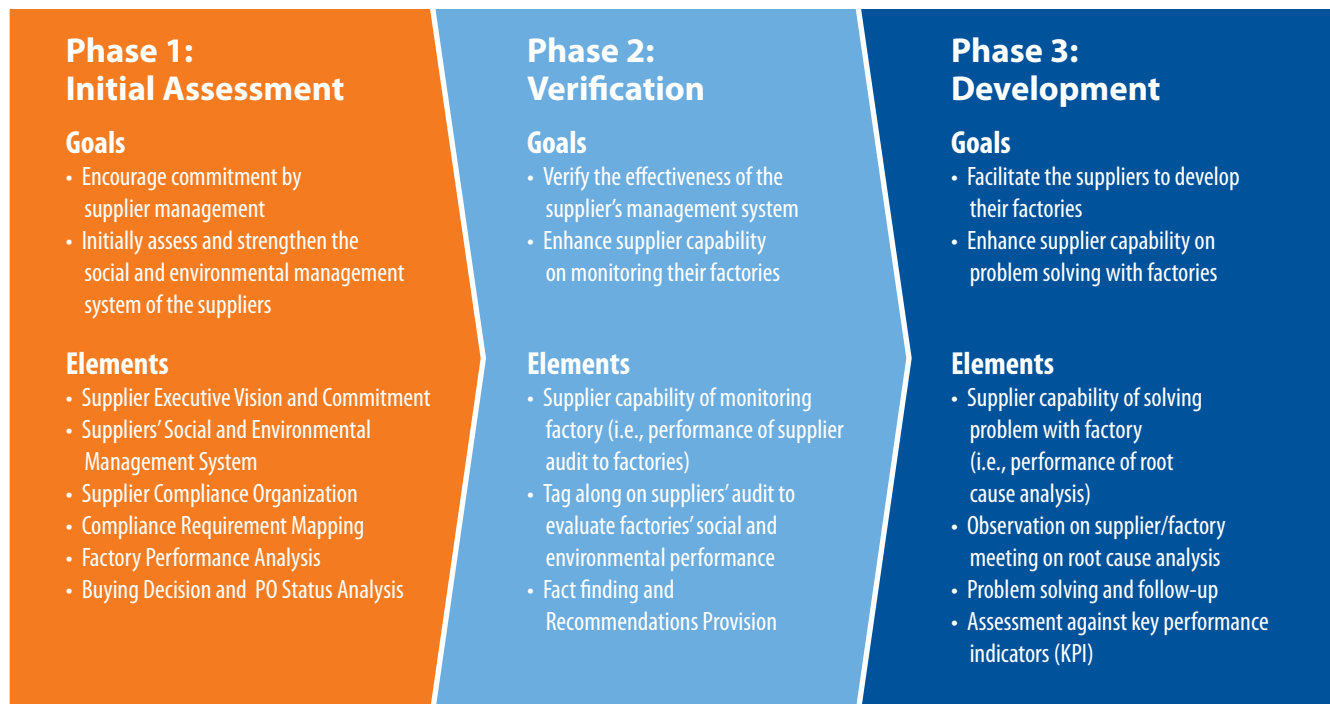 Phase 1:
Initial Assessment
Goals
• Encourage commitment by
supplier management
• Initially assess and strengthen the
social and environmental management
system of the suppliers
Elements
• Supplier Executive Vision and Commitment
• Suppliers’ Social and Environmental
Management System
• Supplier Compliance Organization
• Compliance Requirement Mapping
• Factory Performance Analysis
• Buying Decision and PO Status Analysis
Phase 2:
Verification
Goals
• Verify the effectiveness of the
supplier’s management system
• Enhance supplier capability
on monitoring their factories
Elements
• Supplier capability of monitoring
factory (i.e., performance of supplier
audit to factories)
• Tag along on suppliers’ audit to
evaluate factories’ social and
environmental performance
• Fact finding and
Recommendations Provision
Phase 3:
Development
Goals
• Facilitate the suppliers to develop
their factories
• Enhance supplier capability on
problem solving with factories
Elements
• Supplier capability of solving
problem with factory
(i.e., performance of root
cause analysis)
• Observation on supplier/factory
meeting on root cause analysis
• Problem solving and follow-up
• Assessment against key performance
indicators (KPI)